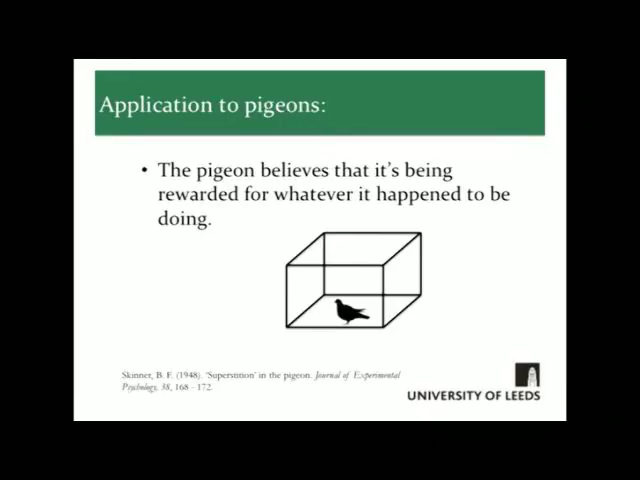 Application to pigeons:
• The pigeon believes that it's being
rewarded for whatever it happened to be
doing.
Skinner, B. F. (1948). 'Superstition' in the pigeon. Journal of Experimental
Psychology, 38, 168 - 172.
UNIVERSITY OF LEEDS